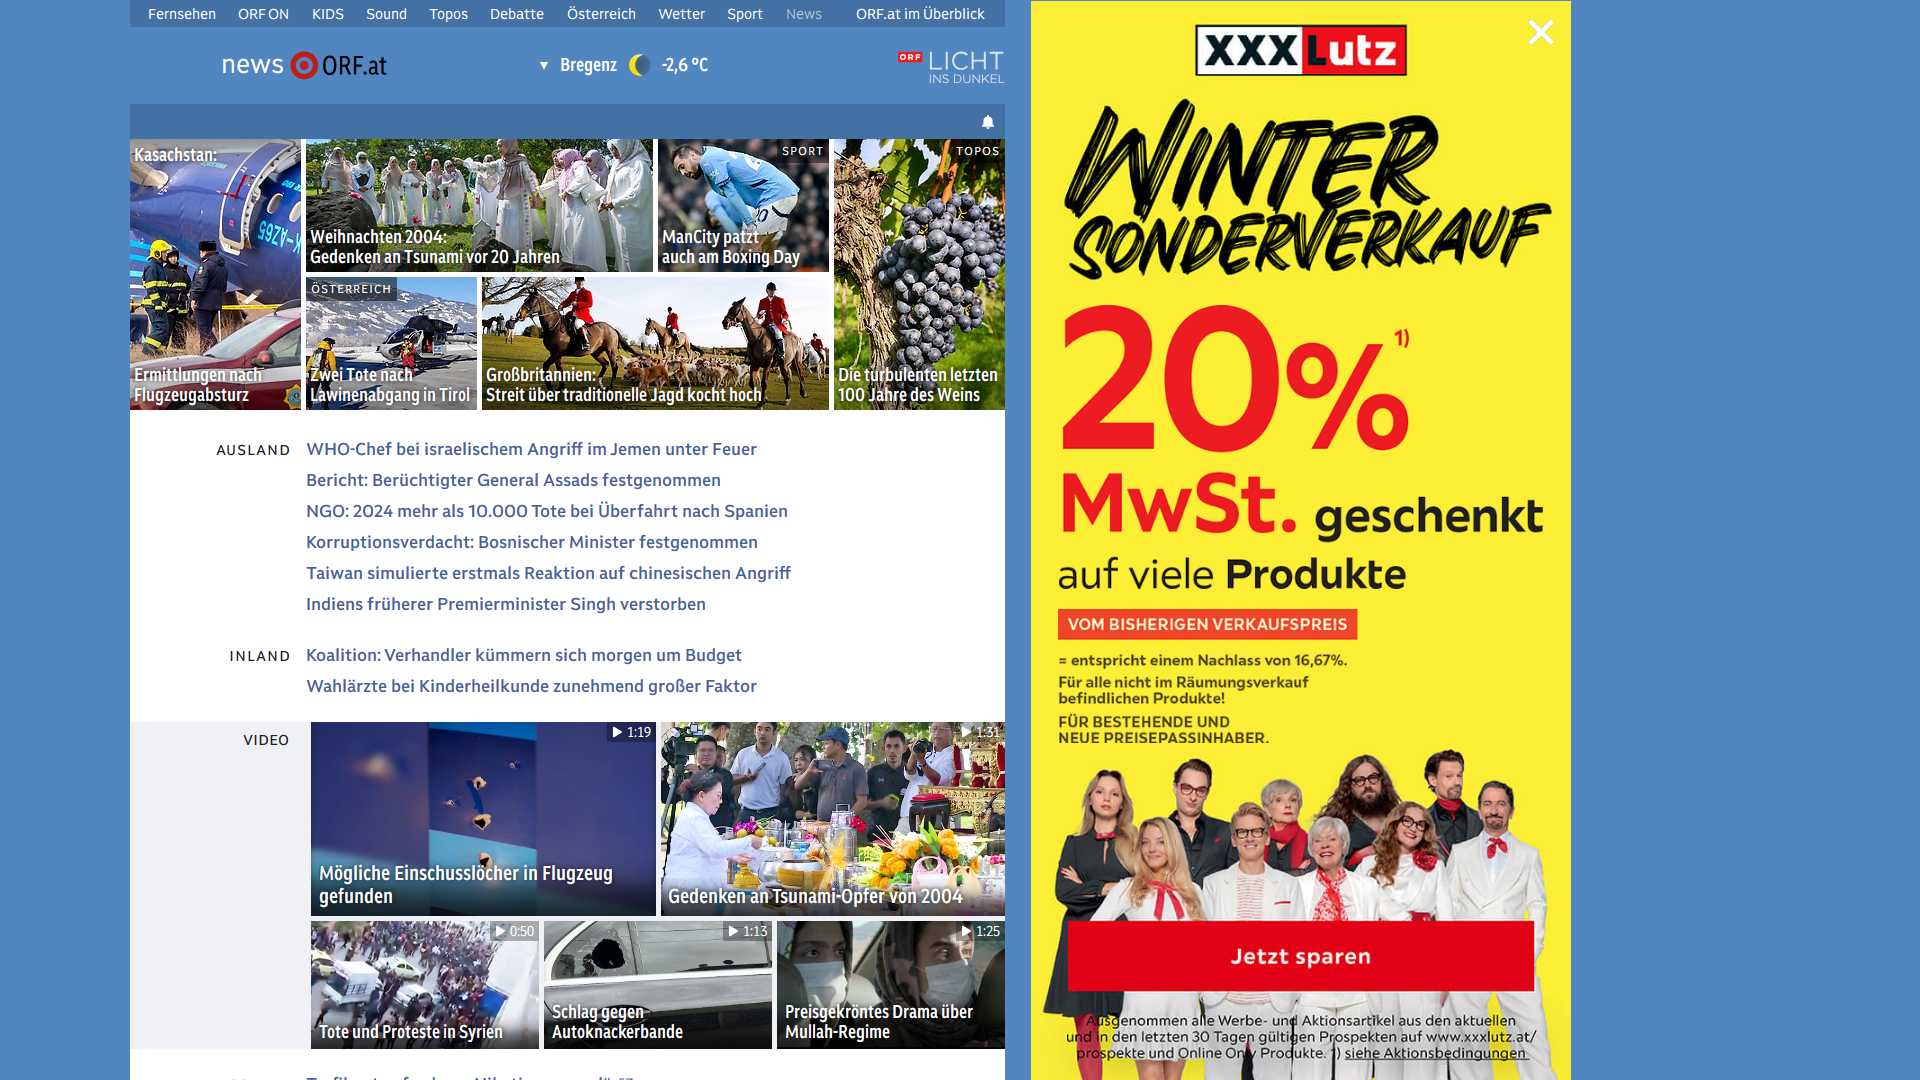 Fernsehen ORF ON KIDS Sound Topos Debatte Österreich Wetter Sport News ORF.at im Überblick
news ORF.at
▼ Bregenz -2,6 °C
ORF LICHT
INS DUNKEL
Kasachstan:
Ermittlungen nach
Flugzeugabsturz
Weihnachten 2004:
Gedenken an Tsunami vor 20 Jahren
SPORT
ManCity patzt
auch am Boxing Day
TOPOS
Die turbulenten letzten
100 Jahre des Weins
ÖSTERREICH
Zwei Tote nach
Lawinenabgang in Tirol
Großbritannien:
Streit über traditionelle Jagd kocht hoch
AUSLAND
WHO-Chef bei israelischem Angriff im Jemen unter Feuer
Bericht: Berüchtigter General Assads festgenommen
NGO: 2024 mehr als 10.000 Tote bei Überfahrt nach Spanien
Korruptionsverdacht: Bosnischer Minister festgenommen
Taiwan simulierte erstmals Reaktion auf chinesischen Angriff
Indiens früherer Premierminister Singh verstorben
INLAND
Koalition: Verhandler kümmern sich morgen um Budget
Wahlärzte bei Kinderheilkunde zunehmend großer Faktor
VIDEO
1:19
Mögliche Einschusslöcher in Flugzeug
gefunden
1:31
Gedenken an Tsunami-Opfer von 2004
0:50
Tote und Proteste in Syrien
1:13
Schlag gegen
Autoknackerbande
1:25
Preisgekröntes Drama über
Mullah-Regime
XXXLutz
WINTER
SONDERVERKAUF
20% 1)
MwSt. geschenkt
auf viele Produkte
VOM BISHERIGEN VERKAUFSPREIS
= entspricht einem Nachlass von 16,67%.
Für alle nicht im Räumungsverkauf
befindlichen Produkte!
FÜR BESTEHENDE UND
NEUE PREISEPASSINHABER.
Jetzt sparen
Ausgenommen alle Werbe- und Aktionsartikel aus den aktuellen
und in den letzten 30 Tagen gültigen Prospekten auf www.xxxlutz.at/
prospekte und Online Only Produkte. 1) siehe Aktionsbedingungen